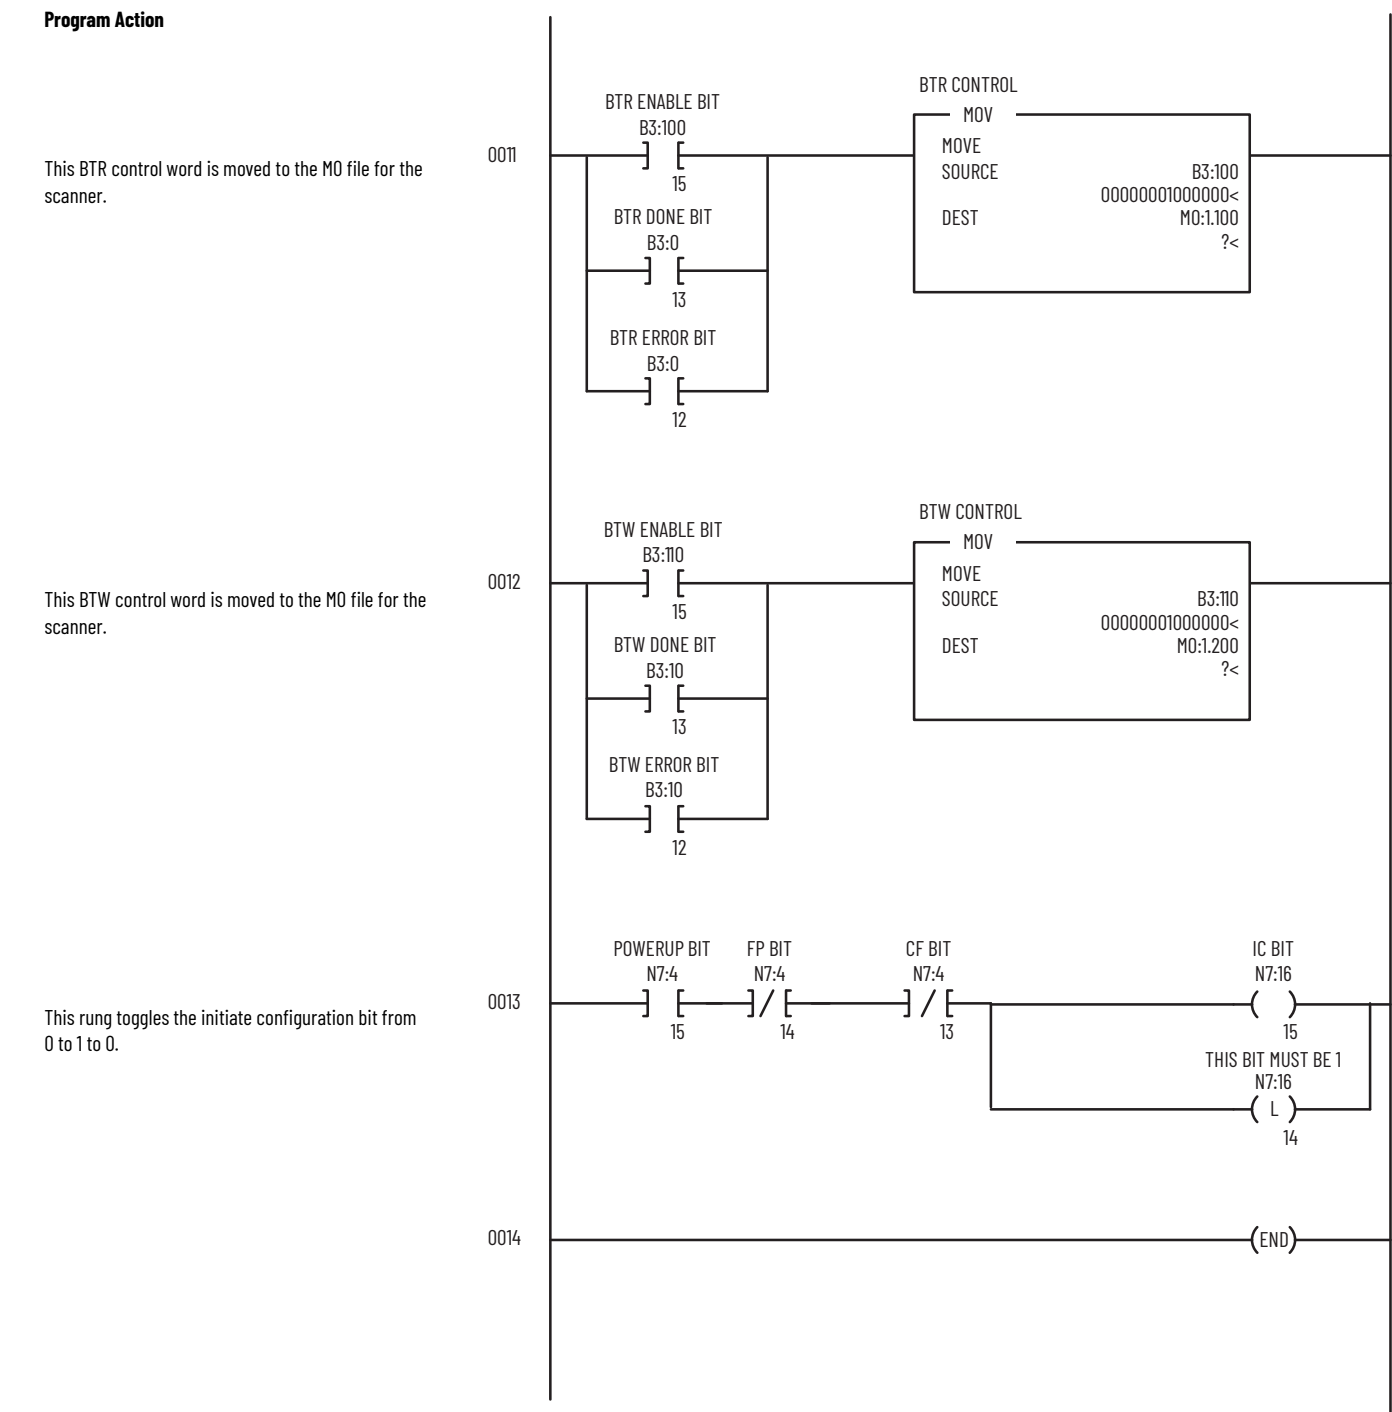 Program Action
BTR CONTROL
BTR ENABLE BIT
MOV
B3:100
MOVE
0011
This BTR control word is moved to the M0 file for the
scanner.
SOURCE
B3:100
15
00000001000000<
BTR DONE BIT
DEST
M0:1.100
B3:0
?<
13
BTR ERROR BIT
B3:0
12
BTW CONTROL
BTW ENABLE BIT
MOV
B3:110
MOVE
0012
This BTW control word is moved to the M0 file for the
scanner.
SOURCE
B3:110
15
00000001000000<
BTW DONE BIT
DEST
M0:1.200
B3:10
?<
13
BTW ERROR BIT
B3:10
12
POWERUP BIT
FP BIT
CF BIT
IC BIT
N7:4
N7:4
N7:4
N7:16
0013
This rung toggles the initiate configuration bit from
0 to 1 to 0.
15
14
13
15
THIS BIT MUST BE 1
N7:16
L
14
0014
END